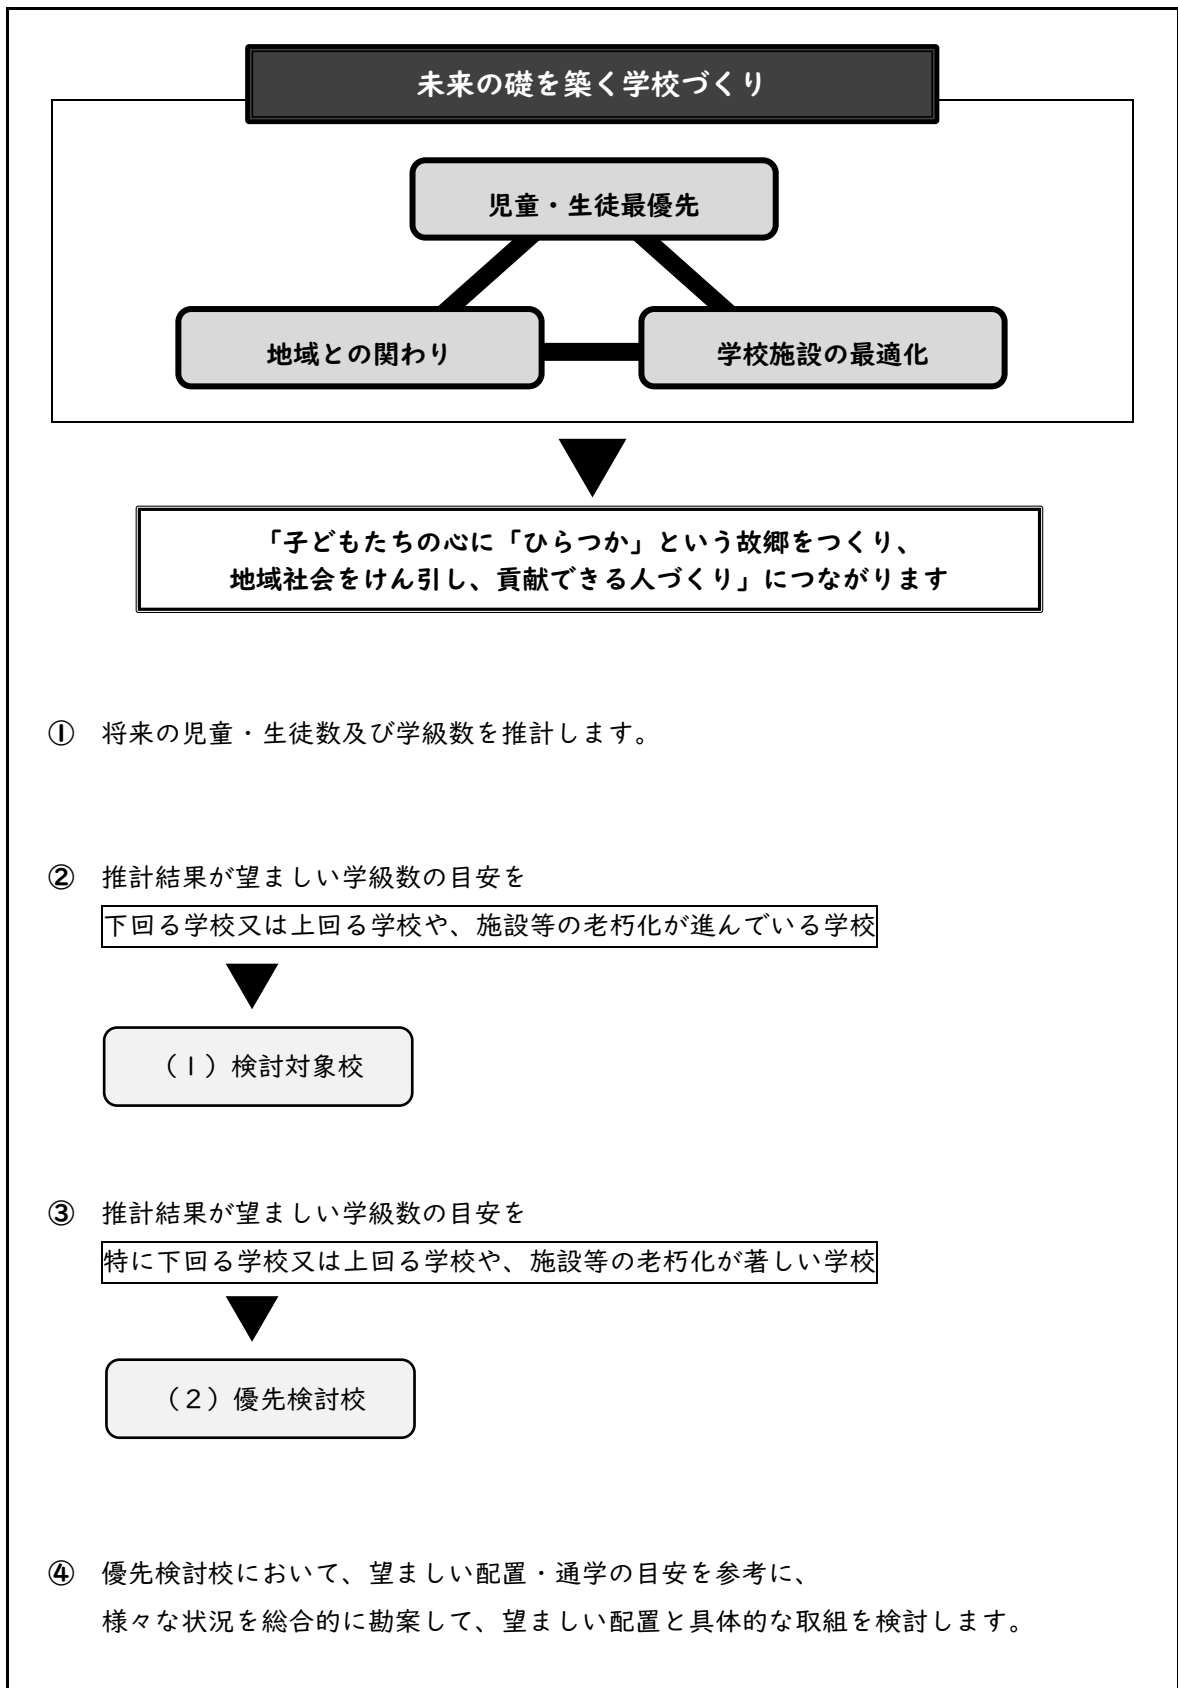 未来の礎を築く学校づくり
児童・生徒最優先
地域との関わり
学校施設の最適化
「子どもたちの心に「ひらつか」という故郷をつくり、
地域社会をけん引し、貢献できる人づくり」につながります
① 将来の児童・生徒数及び学級数を推計します。
② 推計結果が望ましい学級数の目安を
下回る学校又は上回る学校や、施設等の老朽化が進んでいる学校
（１）検討対象校
③ 推計結果が望ましい学級数の目安を
特に下回る学校又は上回る学校や、施設等の老朽化が著しい学校
（２）優先検討校
④ 優先検討校において、望ましい配置・通学の目安を参考に、
様々な状況を総合的に勘案して、望ましい配置と具体的な取組を検討します。